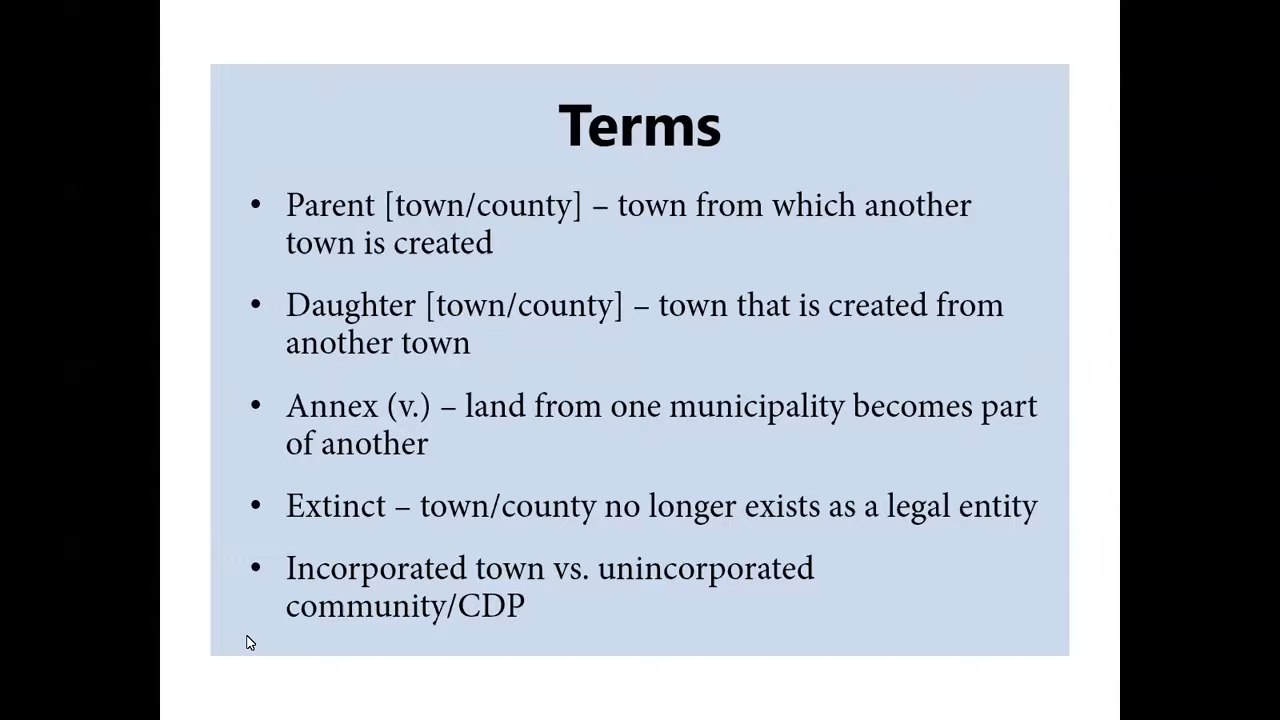 Terms
• Parent [town/county] – town from which another
town is created
• Daughter [town/county] – town that is created from
another town
• Annex (v.) – land from one municipality becomes part
of another
• Extinct – town/county no longer exists as a legal entity
• Incorporated town vs. unincorporated
community/CDP